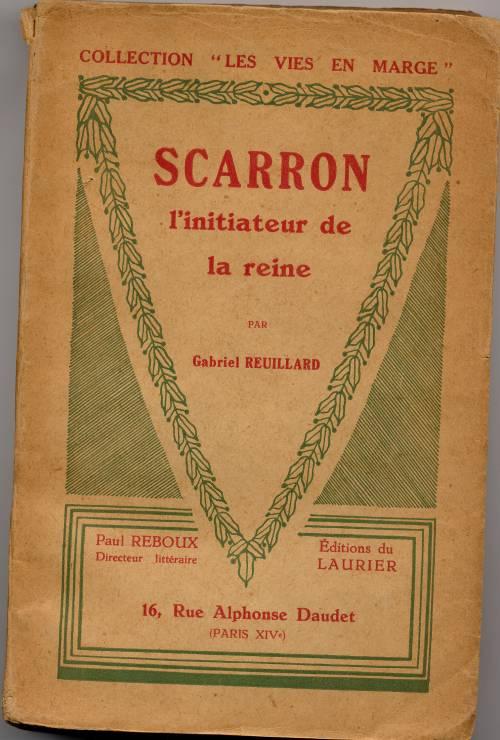 COLLECTION "LES VIES EN MARGE"
SCARRON
l'initiateur de
la reine
PAR
Gabriel REUILLARD
Paul REBOUX
Directeur littéraire
Éditions du
LAURIER
16, Rue Alphonse Daudet
(PARIS XIVe)